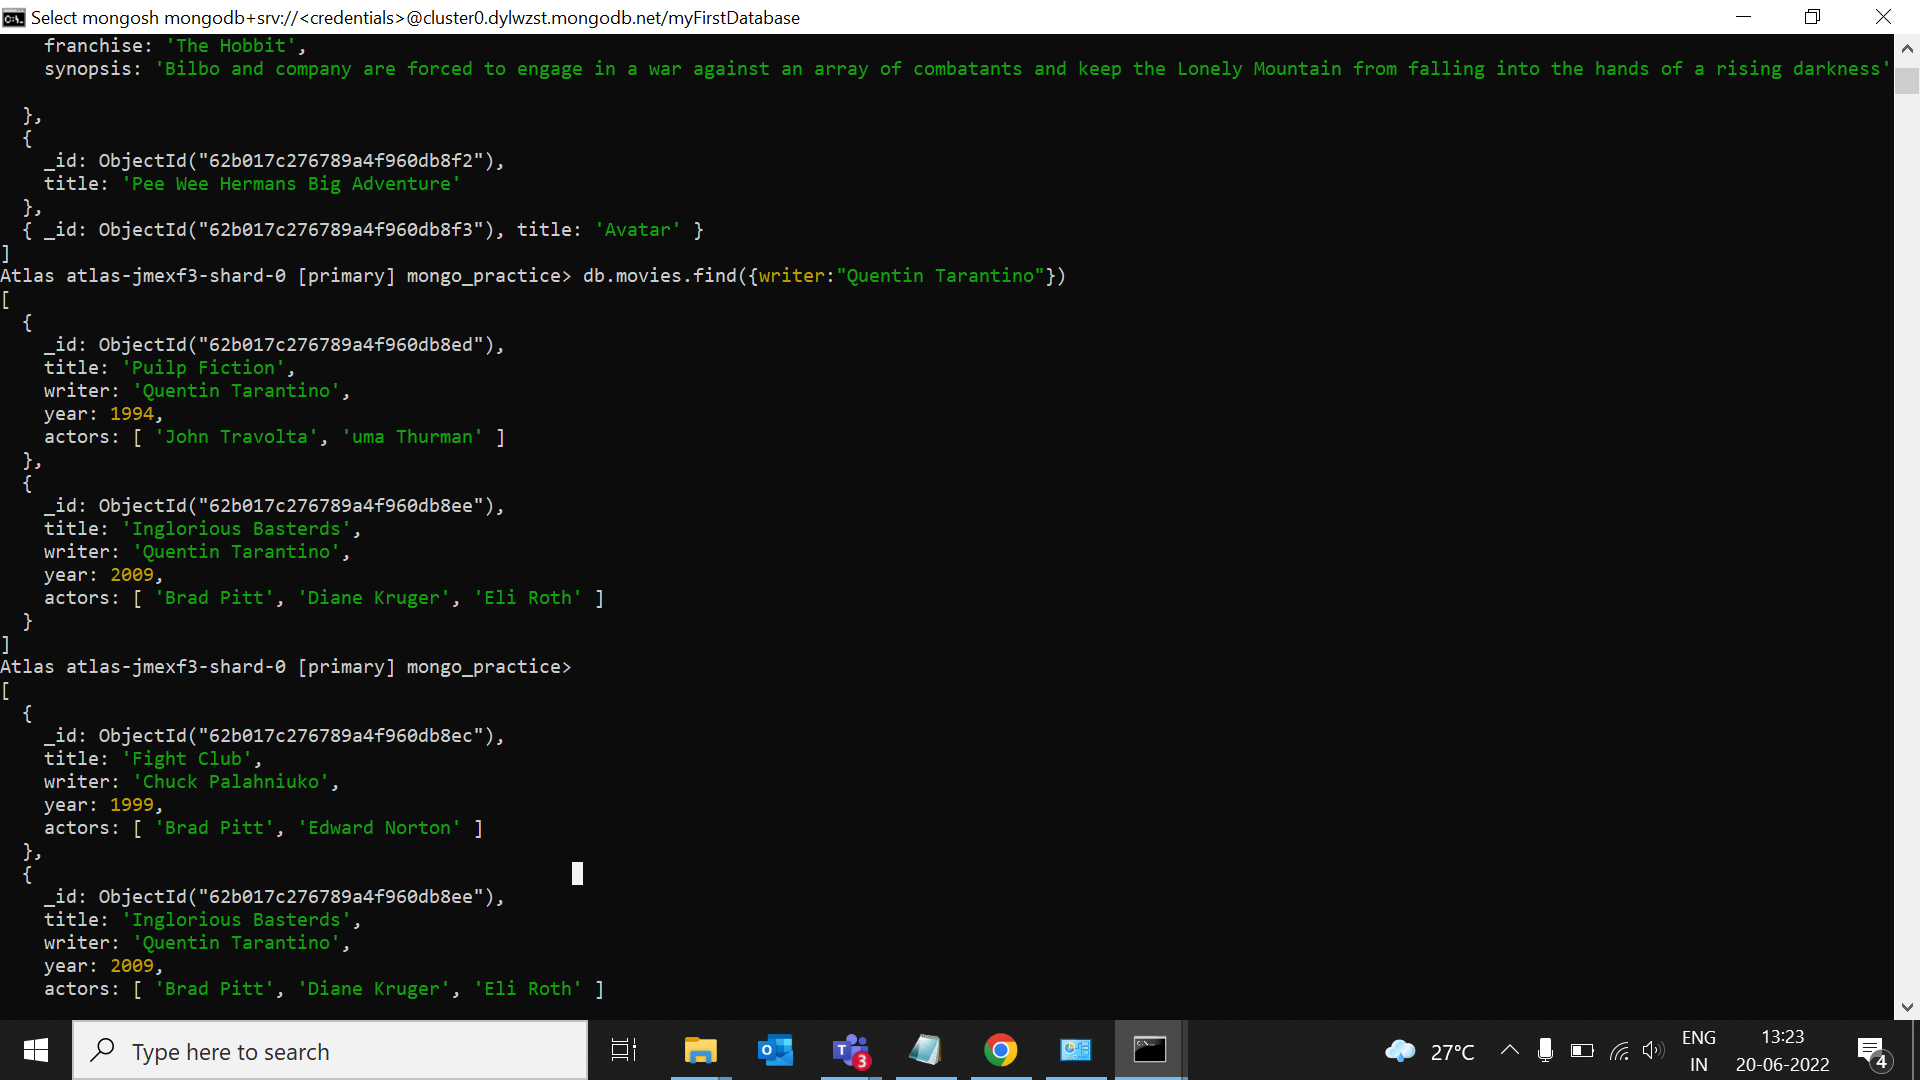 Select mongosh mongodb+srv://<credentials>@cluster0.dylwzst.mongodb.net/myFirstDatabase
franchise: 'The Hobbit',
synopsis: 'Bilbo and company are forced to engage in a war against an array of combatants and keep the Lonely Mountain from falling into the hands of a rising darkness'
},
{
_id: ObjectId("62b017c276789a4f960db8f2"),
title: 'Pee Wee Hermans Big Adventure'
},
{ _id: ObjectId("62b017c276789a4f960db8f3"), title: 'Avatar' }
]
Atlas atlas-jmexf3-shard-0 [primary] mongo_practice> db.movies.find({writer:"Quentin Tarantino"})
[
{
_id: ObjectId("62b017c276789a4f960db8ed"),
title: 'Puilp Fiction',
writer: 'Quentin Tarantino',
year: 1994,
actors: [ 'John Travolta', 'uma Thurman' ]
},
{
_id: ObjectId("62b017c276789a4f960db8ee"),
title: 'Inglorious Basterds',
writer: 'Quentin Tarantino',
year: 2009,
actors: [ 'Brad Pitt', 'Diane Kruger', 'Eli Roth' ]
}
]
Atlas atlas-jmexf3-shard-0 [primary] mongo_practice>
[
{
_id: ObjectId("62b017c276789a4f960db8ec"),
title: 'Fight Club',
writer: 'Chuck Palahniuko',
year: 1999,
actors: [ 'Brad Pitt', 'Edward Norton' ]
},
{
_id: ObjectId("62b017c276789a4f960db8ee"),
title: 'Inglorious Basterds',
writer: 'Quentin Tarantino',
year: 2009,
actors: [ 'Brad Pitt', 'Diane Kruger', 'Eli Roth' ]
Type here to search
3
27°C
ENG
IN
13:23
20-06-2022
4